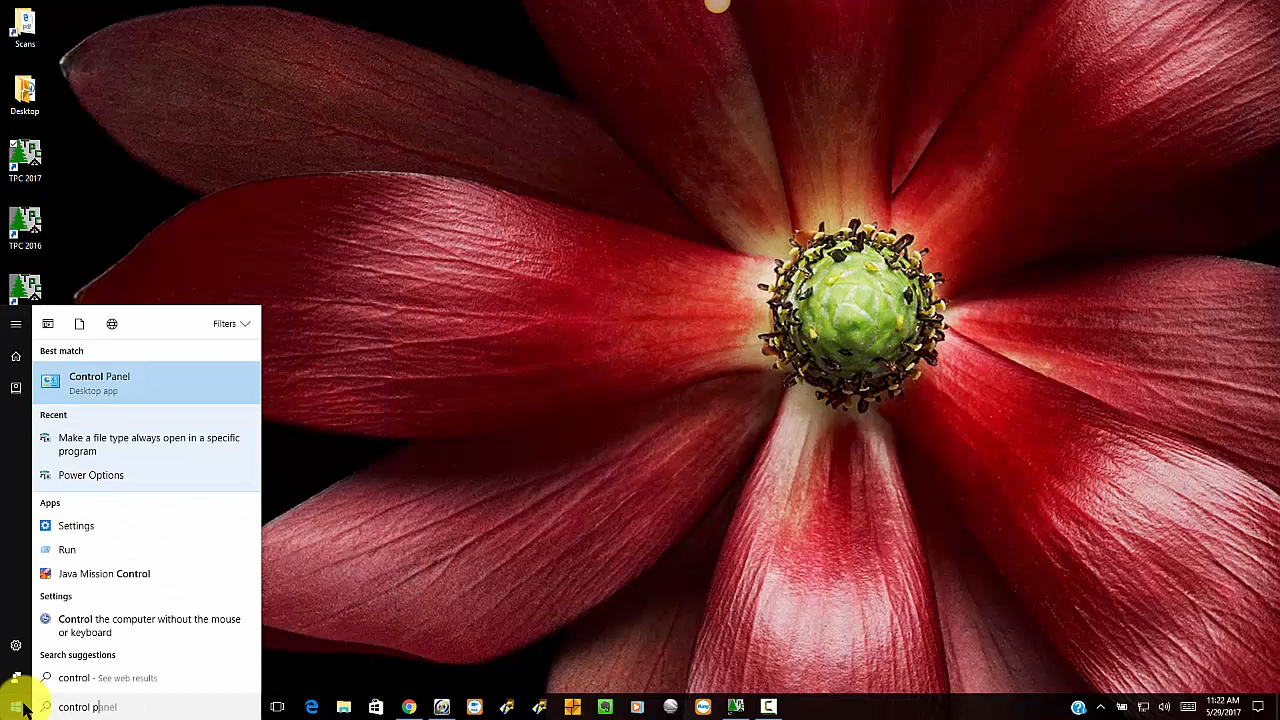 Scans
Desktop
TPC 2017
TPC 2016
Filters
Best match
Control Panel
Desktop app
Recent
Make a file type always open in a specific
program
Power Options
Apps
Settings
Run
Java Mission Control
Settings
Control the computer without the mouse
or keyboard
Search suggestions
control - See web results
control panel
11:22 AM
5/29/2017